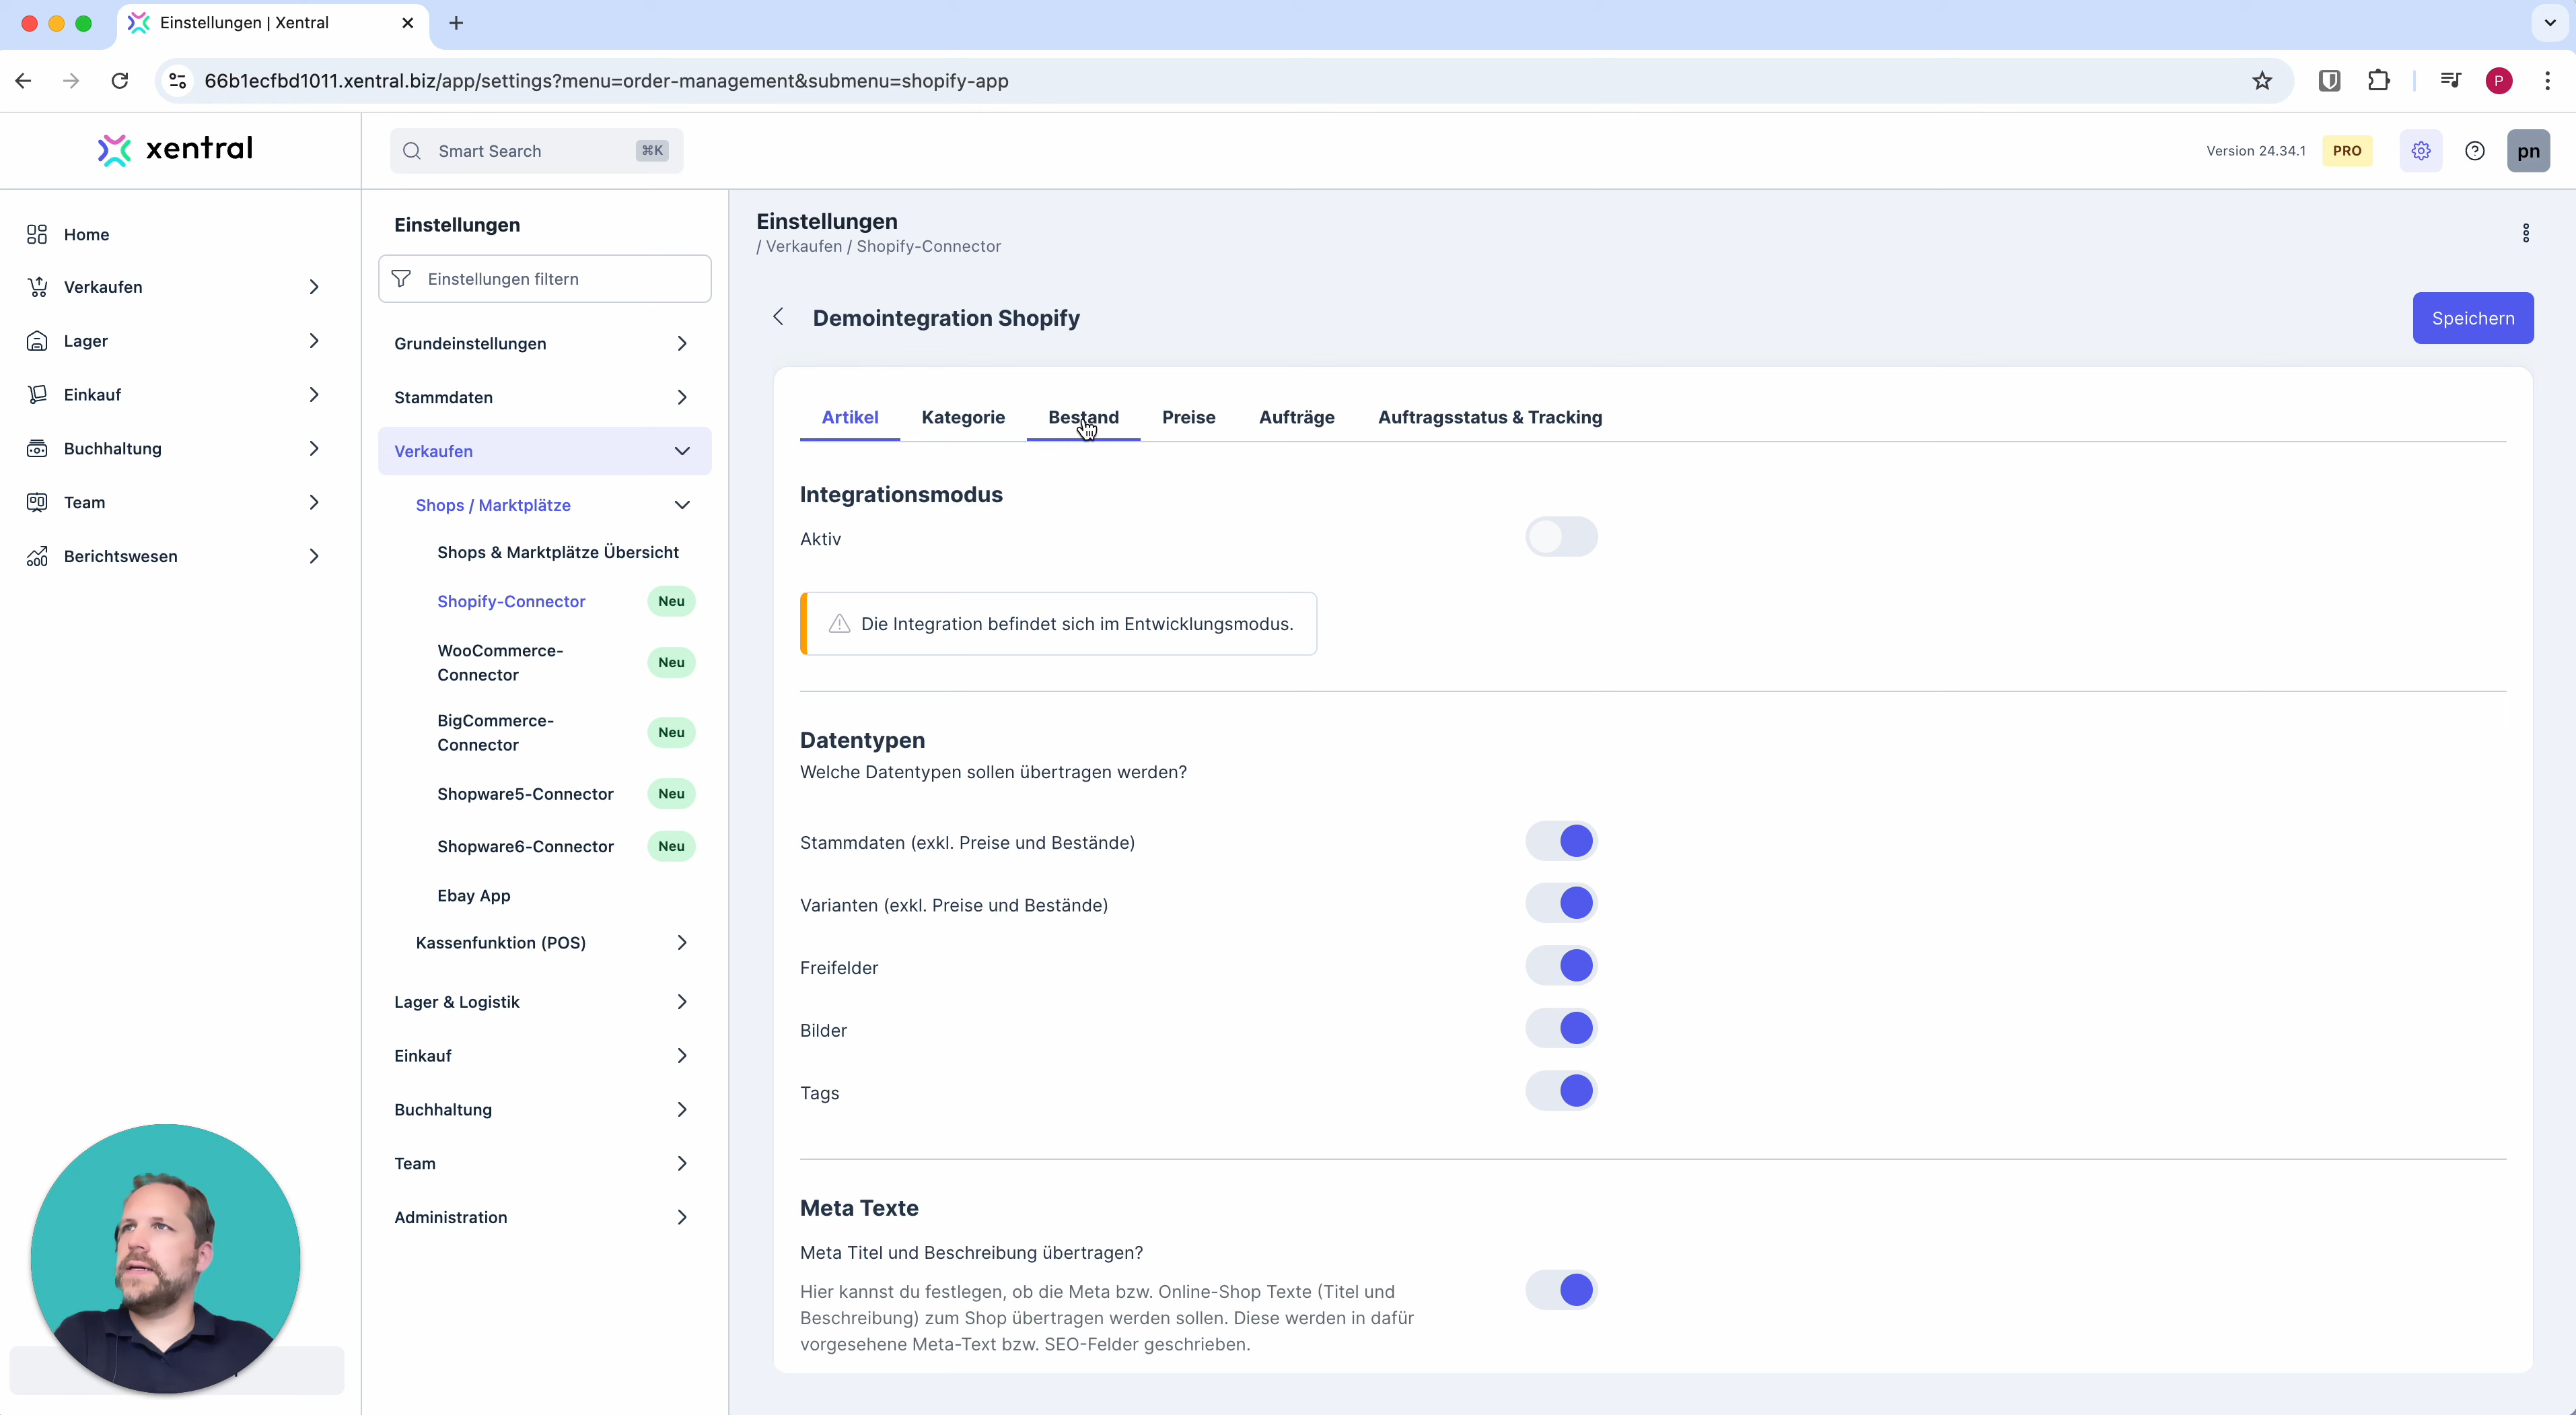 Einstellungen | Xentral
66b1ecfbd1011.xentral.biz/app/settings?menu=order-management&submenu=shopify-app
P
xentral
Smart Search
⌘K
Version 24.34.1
PRO
pn
Home
Verkaufen
Lager
Einkauf
Buchhaltung
Team
Berichtswesen
Einstellungen
Einstellungen filtern
Grundeinstellungen
Stammdaten
Verkaufen
Shops / Marktplätze
Shops & Marktplätze Übersicht
Shopify-Connector Neu
WooCommerce-
Connector
Neu
BigCommerce-
Connector
Neu
Shopware5-Connector Neu
Shopware6-Connector Neu
Ebay App
Kassenfunktion (POS)
Lager & Logistik
Einkauf
Buchhaltung
Team
Administration
Einstellungen
/ Verkaufen / Shopify-Connector
Demointegration Shopify
Speichern
Artikel Kategorie Bestand Preise Aufträge Auftragsstatus & Tracking
Integrationsmodus
Aktiv
Die Integration befindet sich im Entwicklungsmodus.
Datentypen
Welche Datentypen sollen übertragen werden?
Stammdaten (exkl. Preise und Bestände)
Varianten (exkl. Preise und Bestände)
Freifelder
Bilder
Tags
Meta Texte
Meta Titel und Beschreibung übertragen?
Hier kannst du festlegen, ob die Meta bzw. Online-Shop Texte (Titel und
Beschreibung) zum Shop übertragen werden sollen. Diese werden in dafür
vorgesehene Meta-Text bzw. SEO-Felder geschrieben.